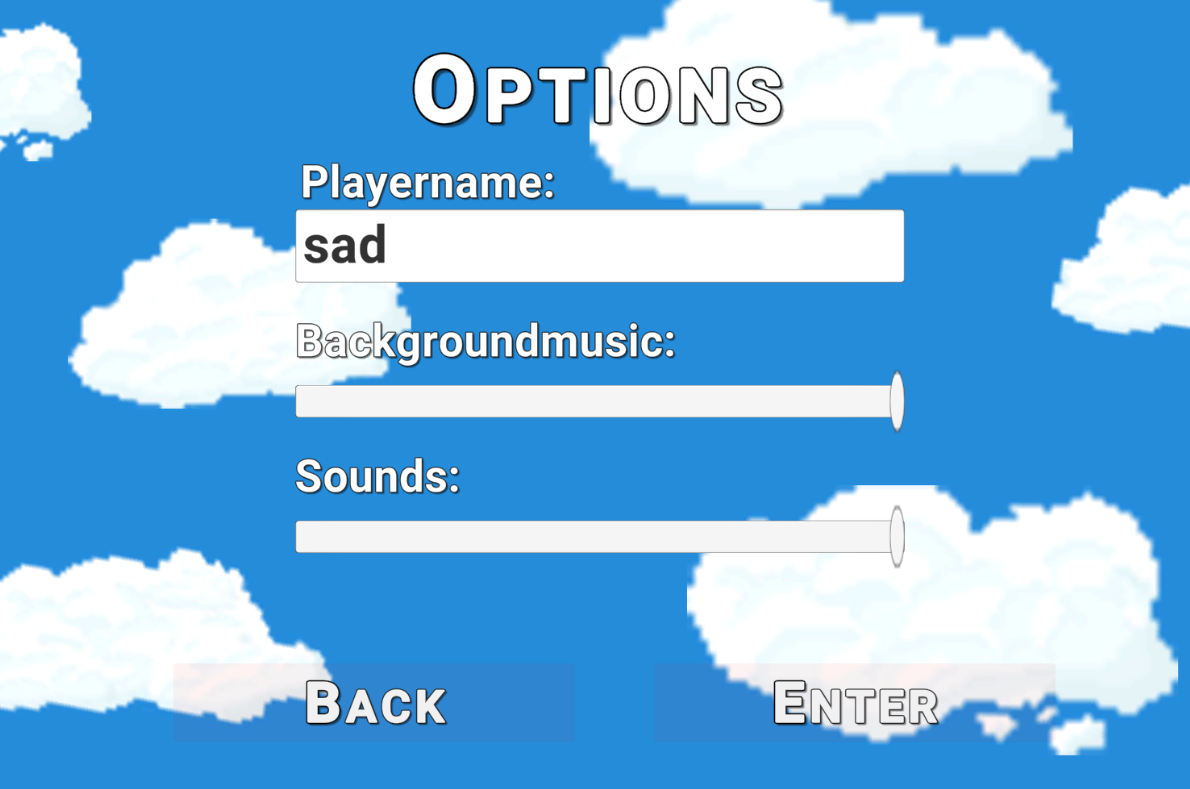 OPTIONS
Playername:
sad
Backgroundmusic:
Sounds:
BACK
ENTER